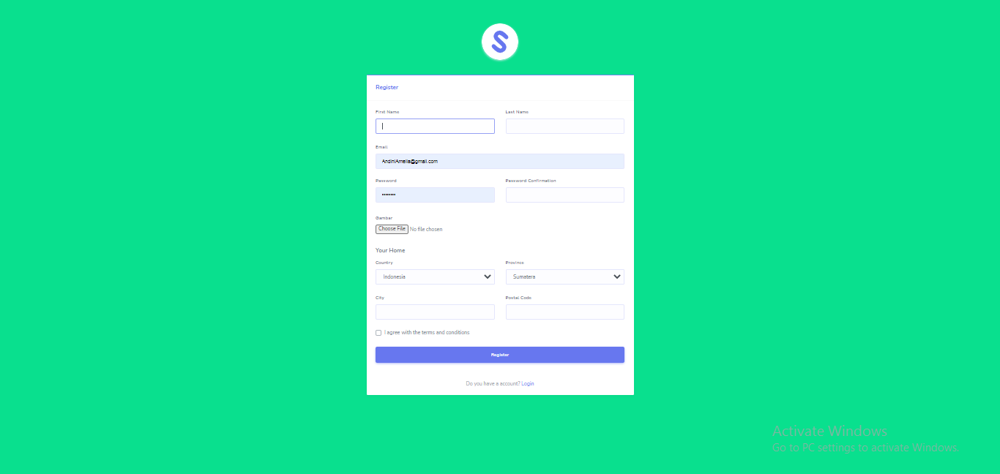 S
Register
First Name Last Name
Email
AndiniAmelia@gmail.com
Password Password Confirmation
••••••••
Gambar
Choose File No file chosen
Your Home
Country Province
Indonesia Sumatera
City Postal Code
I agree with the terms and conditions
Register
Do you have a account? Login
Activate Windows
Go to PC settings to activate Windows.